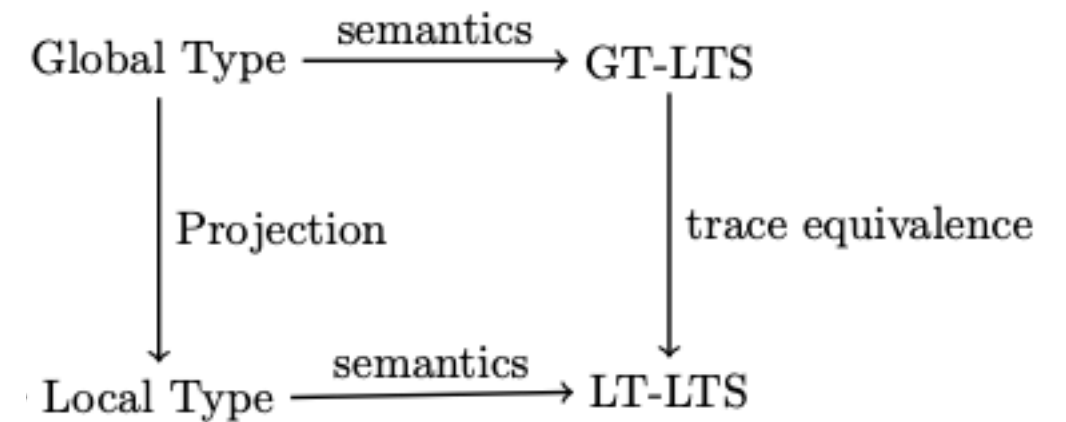 semantics
Global Type GT-LTS
Projection trace equivalence
semantics
Local Type LT-LTS